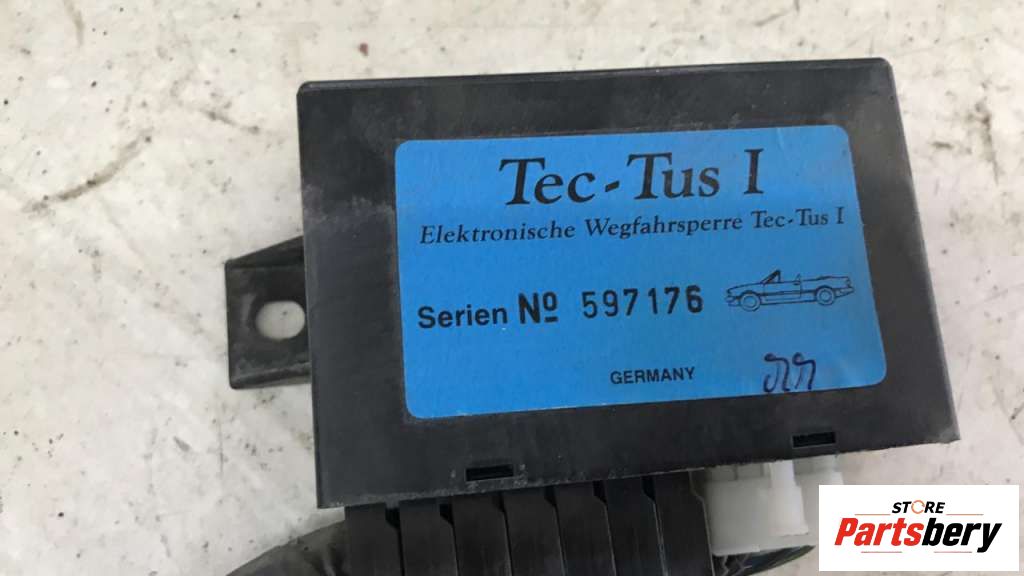 Tec-Tus I
Elektronische Wegfahrsperre Tec-Tus I
Serien Nº 597176
GERMANY
STORE
Partsbery